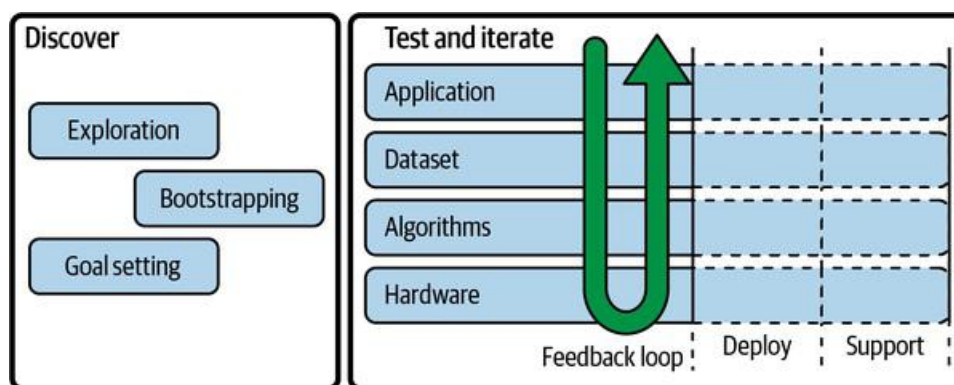 Discover
Exploration
Bootstrapping
Goal setting
Test and iterate
Application
Dataset
Algorithms
Hardware
Feedback loop
Deploy
Support